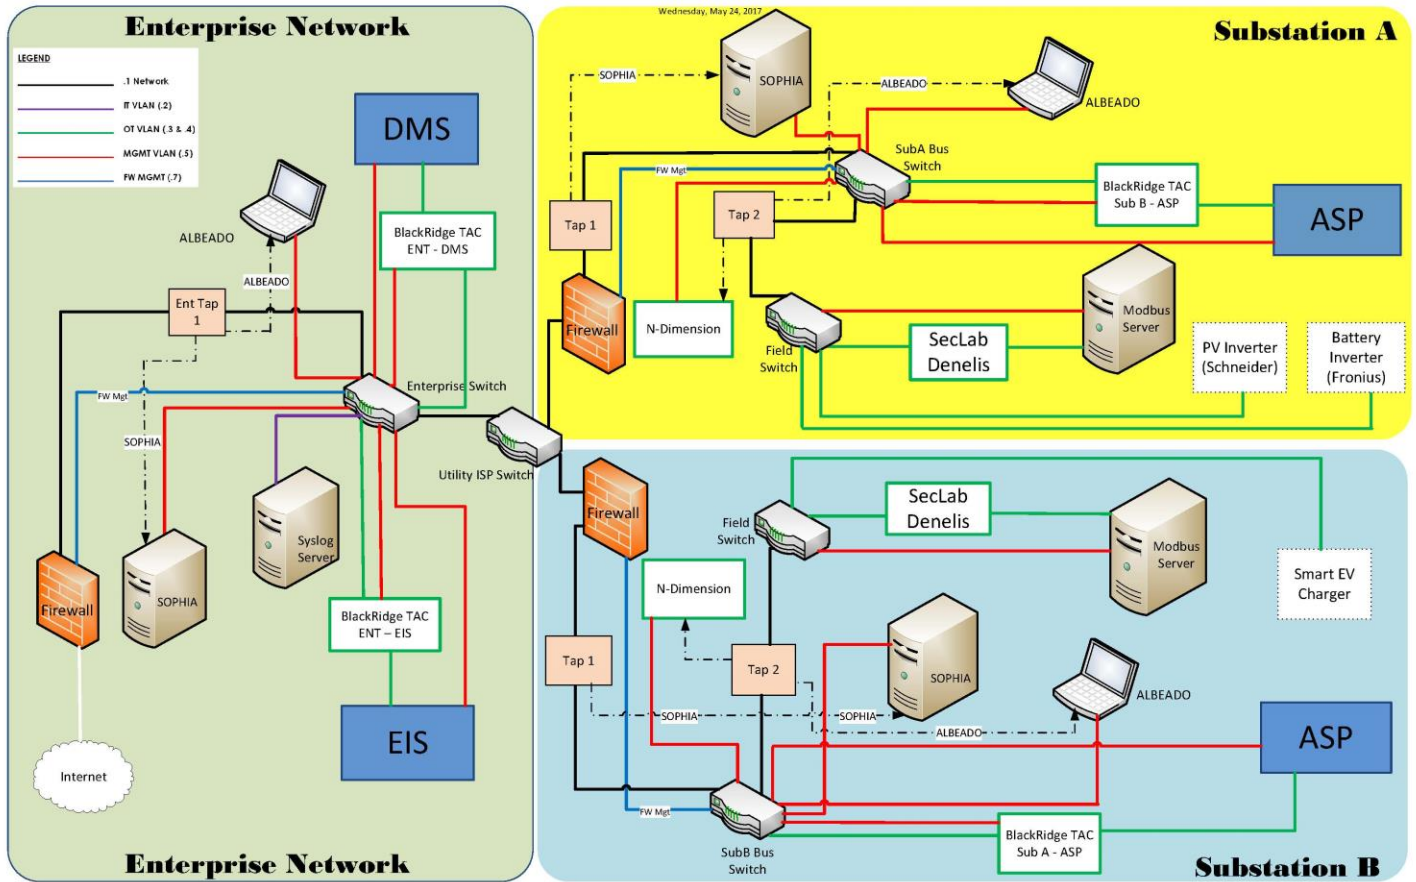 Enterprise Network
LEGEND
.1 Network
IT VLAN (.2)
OT VLAN (.3 & .4)
MGMT VLAN (.5)
FW MGMT (.7)
DMS
ALBEADO
BlackRidge TAC
ENT - DMS
ALBEADO
Ent Tap
1
Enterprise Switch
FW Mgt
SOPHIA
Utility ISP Switch
Syslog
Server
SOPHIA
Firewall
BlackRidge TAC
ENT – EIS
EIS
Internet
Enterprise Network
Wednesday, May 24, 2017
Substation A
SOPHIA
SOPHIA
ALBEADO
ALBEADO
SubA Bus
Switch
FW Mgt
BlackRidge TAC
Sub B - ASP
ASP
Tap 1
Tap 2
Firewall
N-Dimension
Field
Switch
SecLab
Denelis
Modbus
Server
PV Inverter
(Schneider)
Battery
Inverter
(Fronius)
Firewall
Field
Switch
SecLab
Denelis
Modbus
Server
Smart EV
Charger
N-Dimension
Tap 1
Tap 2
SOPHIA
ALBEADO
SOPHIA
SOPHIA
ALBEADO
ASP
FW Mgt
SubB Bus
Switch
BlackRidge TAC
Sub A - ASP
Substation B